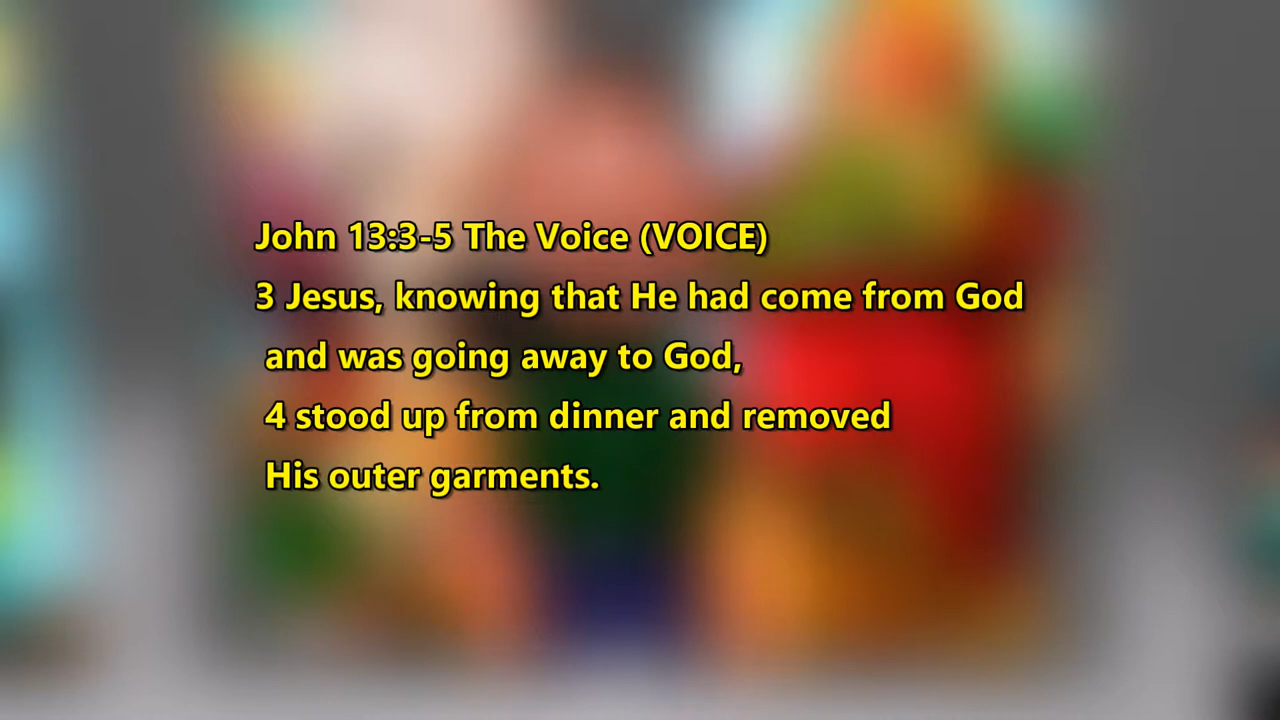 John 13:3-5 The Voice (VOICE)
3 Jesus, knowing that He had come from God
and was going away to God,
4 stood up from dinner and removed
His outer garments.